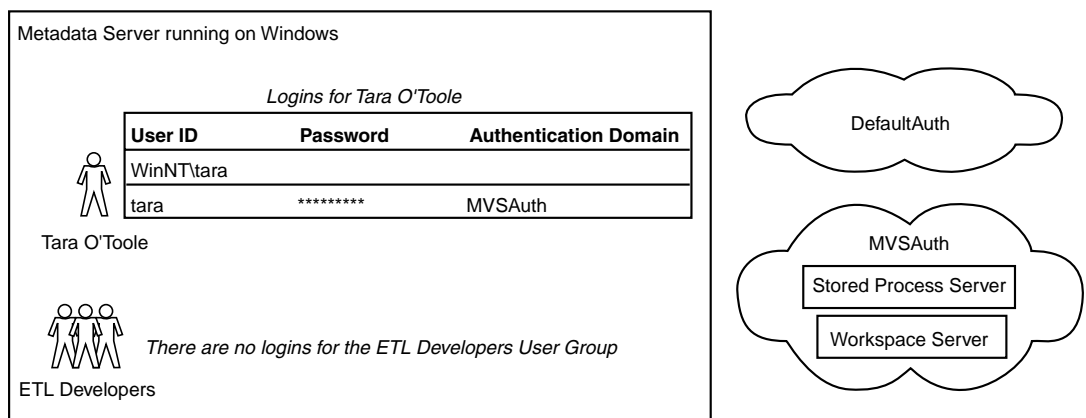 Metadata Server running on Windows
Logins for Tara O'Toole
User ID Password Authentication Domain
WinNT\tara
tara ********* MVSAuth
Tara O'Toole
There are no logins for the ETL Developers User Group
ETL Developers
DefaultAuth
MVSAuth
Stored Process Server
Workspace Server